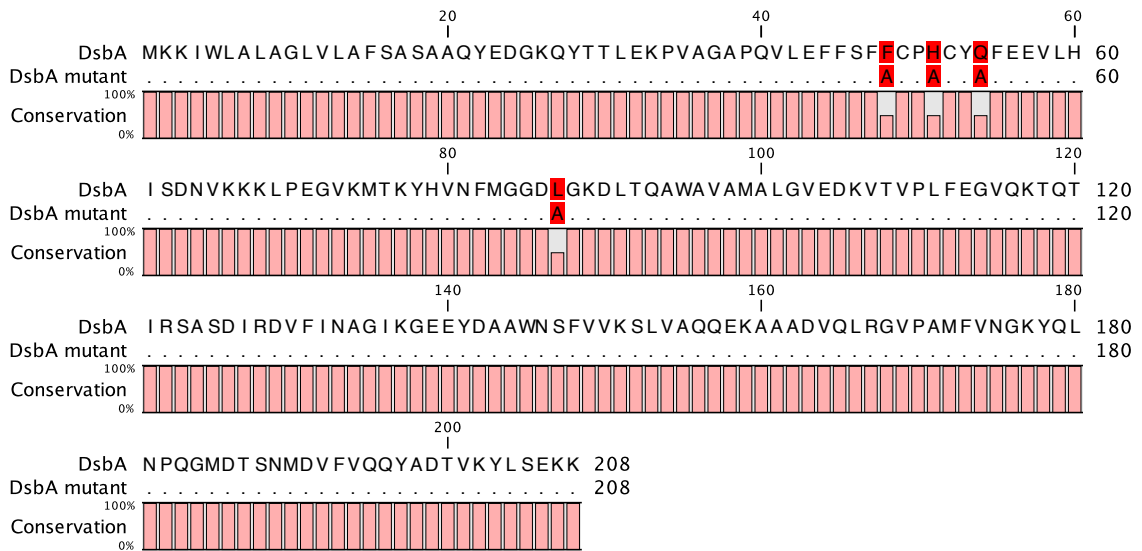 20 40 60
DsbA MKKIWLALAGLVLAFSASAAQYEDGKQYTTLEKPVAGAPQVLEFFSFFCPHCYQFEEVLH 60
DsbA mutant ...............................................A..A..A...... 60
100%
Conservation
0%
80 100 120
DsbA ISDNVKKKLPEGVKMTKYHVNFMGGDLGKDLTQAWAVAMALGVEDKVTVPLFEGVQKTQT 120
DsbA mutant ..........................A................................. 120
100%
Conservation
0%
140 160 180
DsbA IRSASDIRDVFINAGIKGEEYDAAWNSFVVKSLVAQQEKAAADVQLRGVPAMFVNGKYQL 180
DsbA mutant ............................................................ 180
100%
Conservation
0%
200
DsbA NPQGMDTSNMDVFVQQYADTVKYLSEKK 208
DsbA mutant ............................ 208
100%
Conservation
0%